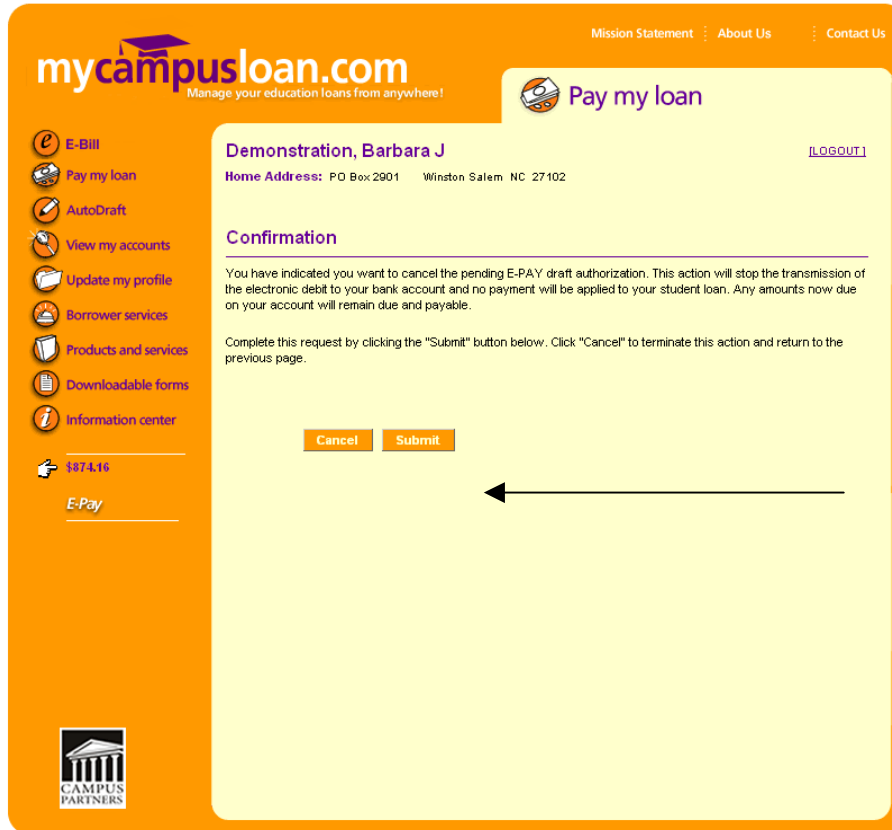 Mission Statement About Us Contact Us
mycampusloan.com
Manage your education loans from anywhere!
Pay my loan
E-Bill
Pay my loan
AutoDraft
View my accounts
Update my profile
Borrower services
Products and services
Downloadable forms
Information center
$874.16
E-Pay
CAMPUS
PARTNERS
Demonstration, Barbara J [LOGOUT]
Home Address: PO Box 2901 Winston Salem NC 27102
Confirmation
You have indicated you want to cancel the pending E-PAY draft authorization. This action will stop the transmission of
the electronic debit to your bank account and no payment will be applied to your student loan. Any amounts now due
on your account will remain due and payable.
Complete this request by clicking the "Submit" button below. Click "Cancel" to terminate this action and return to the
previous page.
Cancel Submit